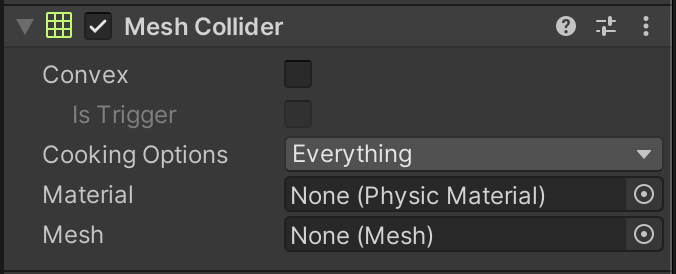 Mesh Collider
Convex
Is Trigger
Cooking Options Everything
Material None (Physic Material)
Mesh None (Mesh)